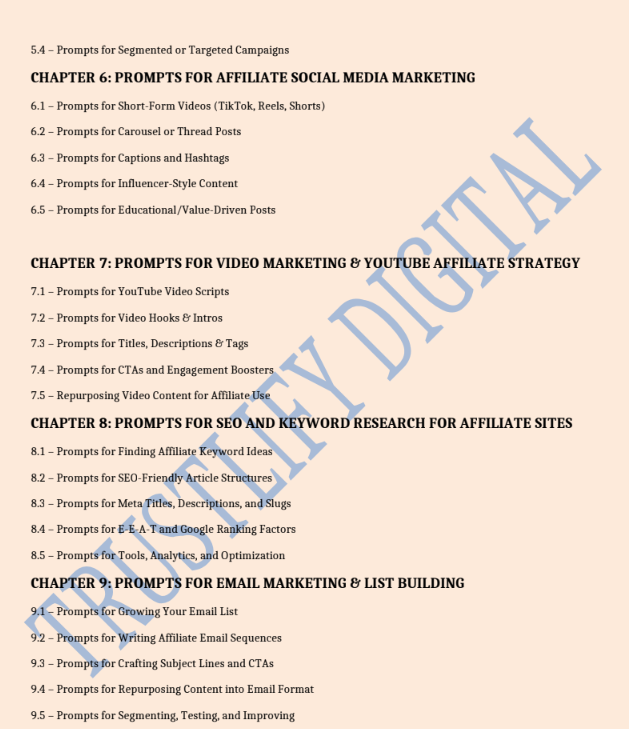 5.4 – Prompts for Segmented or Targeted Campaigns
CHAPTER 6: PROMPTS FOR AFFILIATE SOCIAL MEDIA MARKETING
6.1 – Prompts for Short-Form Videos (TikTok, Reels, Shorts)
6.2 – Prompts for Carousel or Thread Posts
6.3 – Prompts for Captions and Hashtags
6.4 – Prompts for Influencer-Style Content
6.5 – Prompts for Educational/Value-Driven Posts
CHAPTER 7: PROMPTS FOR VIDEO MARKETING & YOUTUBE AFFILIATE STRATEGY
7.1 – Prompts for YouTube Video Scripts
7.2 – Prompts for Video Hooks & Intros
7.3 – Prompts for Titles, Descriptions & Tags
7.4 – Prompts for CTAs and Engagement Boosters
7.5 – Repurposing Video Content for Affiliate Use
CHAPTER 8: PROMPTS FOR SEO AND KEYWORD RESEARCH FOR AFFILIATE SITES
8.1 – Prompts for Finding Affiliate Keyword Ideas
8.2 – Prompts for SEO-Friendly Article Structures
8.3 – Prompts for Meta Titles, Descriptions, and Slugs
8.4 – Prompts for E-E-A-T and Google Ranking Factors
8.5 – Prompts for Tools, Analytics, and Optimization
CHAPTER 9: PROMPTS FOR EMAIL MARKETING & LIST BUILDING
9.1 – Prompts for Growing Your Email List
9.2 – Prompts for Writing Affiliate Email Sequences
9.3 – Prompts for Crafting Subject Lines and CTAs
9.4 – Prompts for Repurposing Content into Email Format
9.5 – Prompts for Segmenting, Testing, and Improving
TRUSTLIFY DIGITAL